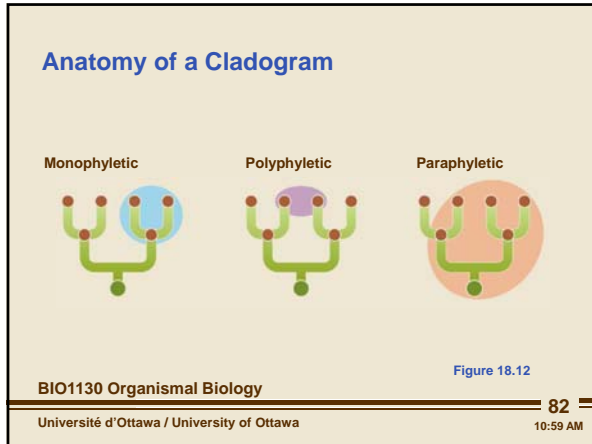 Anatomy of a Cladogram
Monophyletic Polyphyletic Paraphyletic
Figure 18.12
BIO1130 Organismal Biology
82
Université d'Ottawa / University of Ottawa
10:59 AM